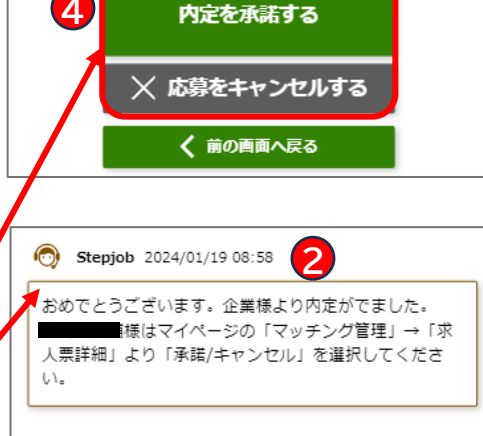 4
内定を承諾する
× 応募をキャンセルする
く 前の画面へ戻る
Stepjob 2024/01/19 08:58
2
おめでとうございます。企業様より内定がでました。
様はマイページの「マッチング管理」→「求
人票詳細」より「承諾/キャンセル」を選択してくださ
い。